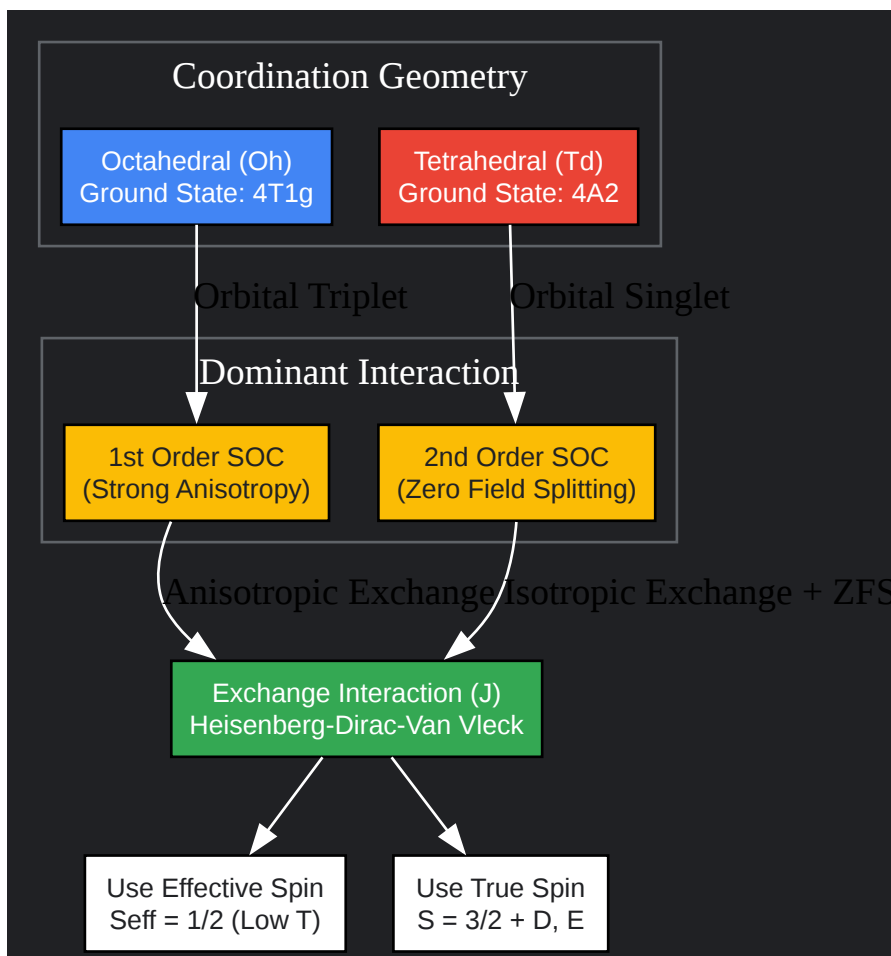 Coordination Geometry
Octahedral (Oh)
Ground State: 4T1g
Tetrahedral (Td)
Ground State: 4A2
Orbital Triplet
Orbital Singlet
Dominant Interaction
1st Order SOC
(Strong Anisotropy)
2nd Order SOC
(Zero Field Splitting)
Anisotropic Exchange
Isotropic Exchange + ZFS
Exchange Interaction (J)
Heisenberg-Dirac-Van Vleck
Use Effective Spin
Seff = 1/2 (Low T)
Use True Spin
S = 3/2 + D, E